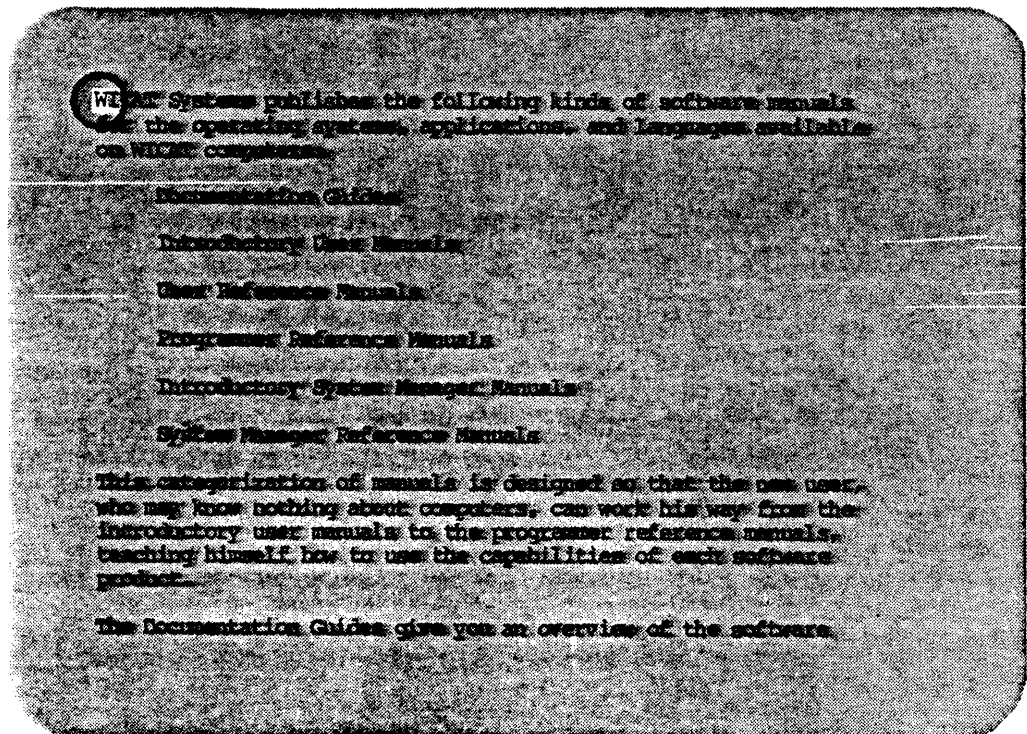 WICAT Systems publishes the following kinds of software manuals
for the operating systems, applications, and languages available
on WICAT computers.
Documentation Guides
Introductory User Manuals
User Reference Manuals
Programmer Reference Manuals
Introductory System Manager Manuals
System Manager Reference Manuals
This categorization of manuals is designed so that the new user,
who may know nothing about computers, can work his way from the
introductory user manuals to the programmer reference manuals,
teaching himself how to use the capabilities of each software
product.
The Documentation Guides give you an overview of the software